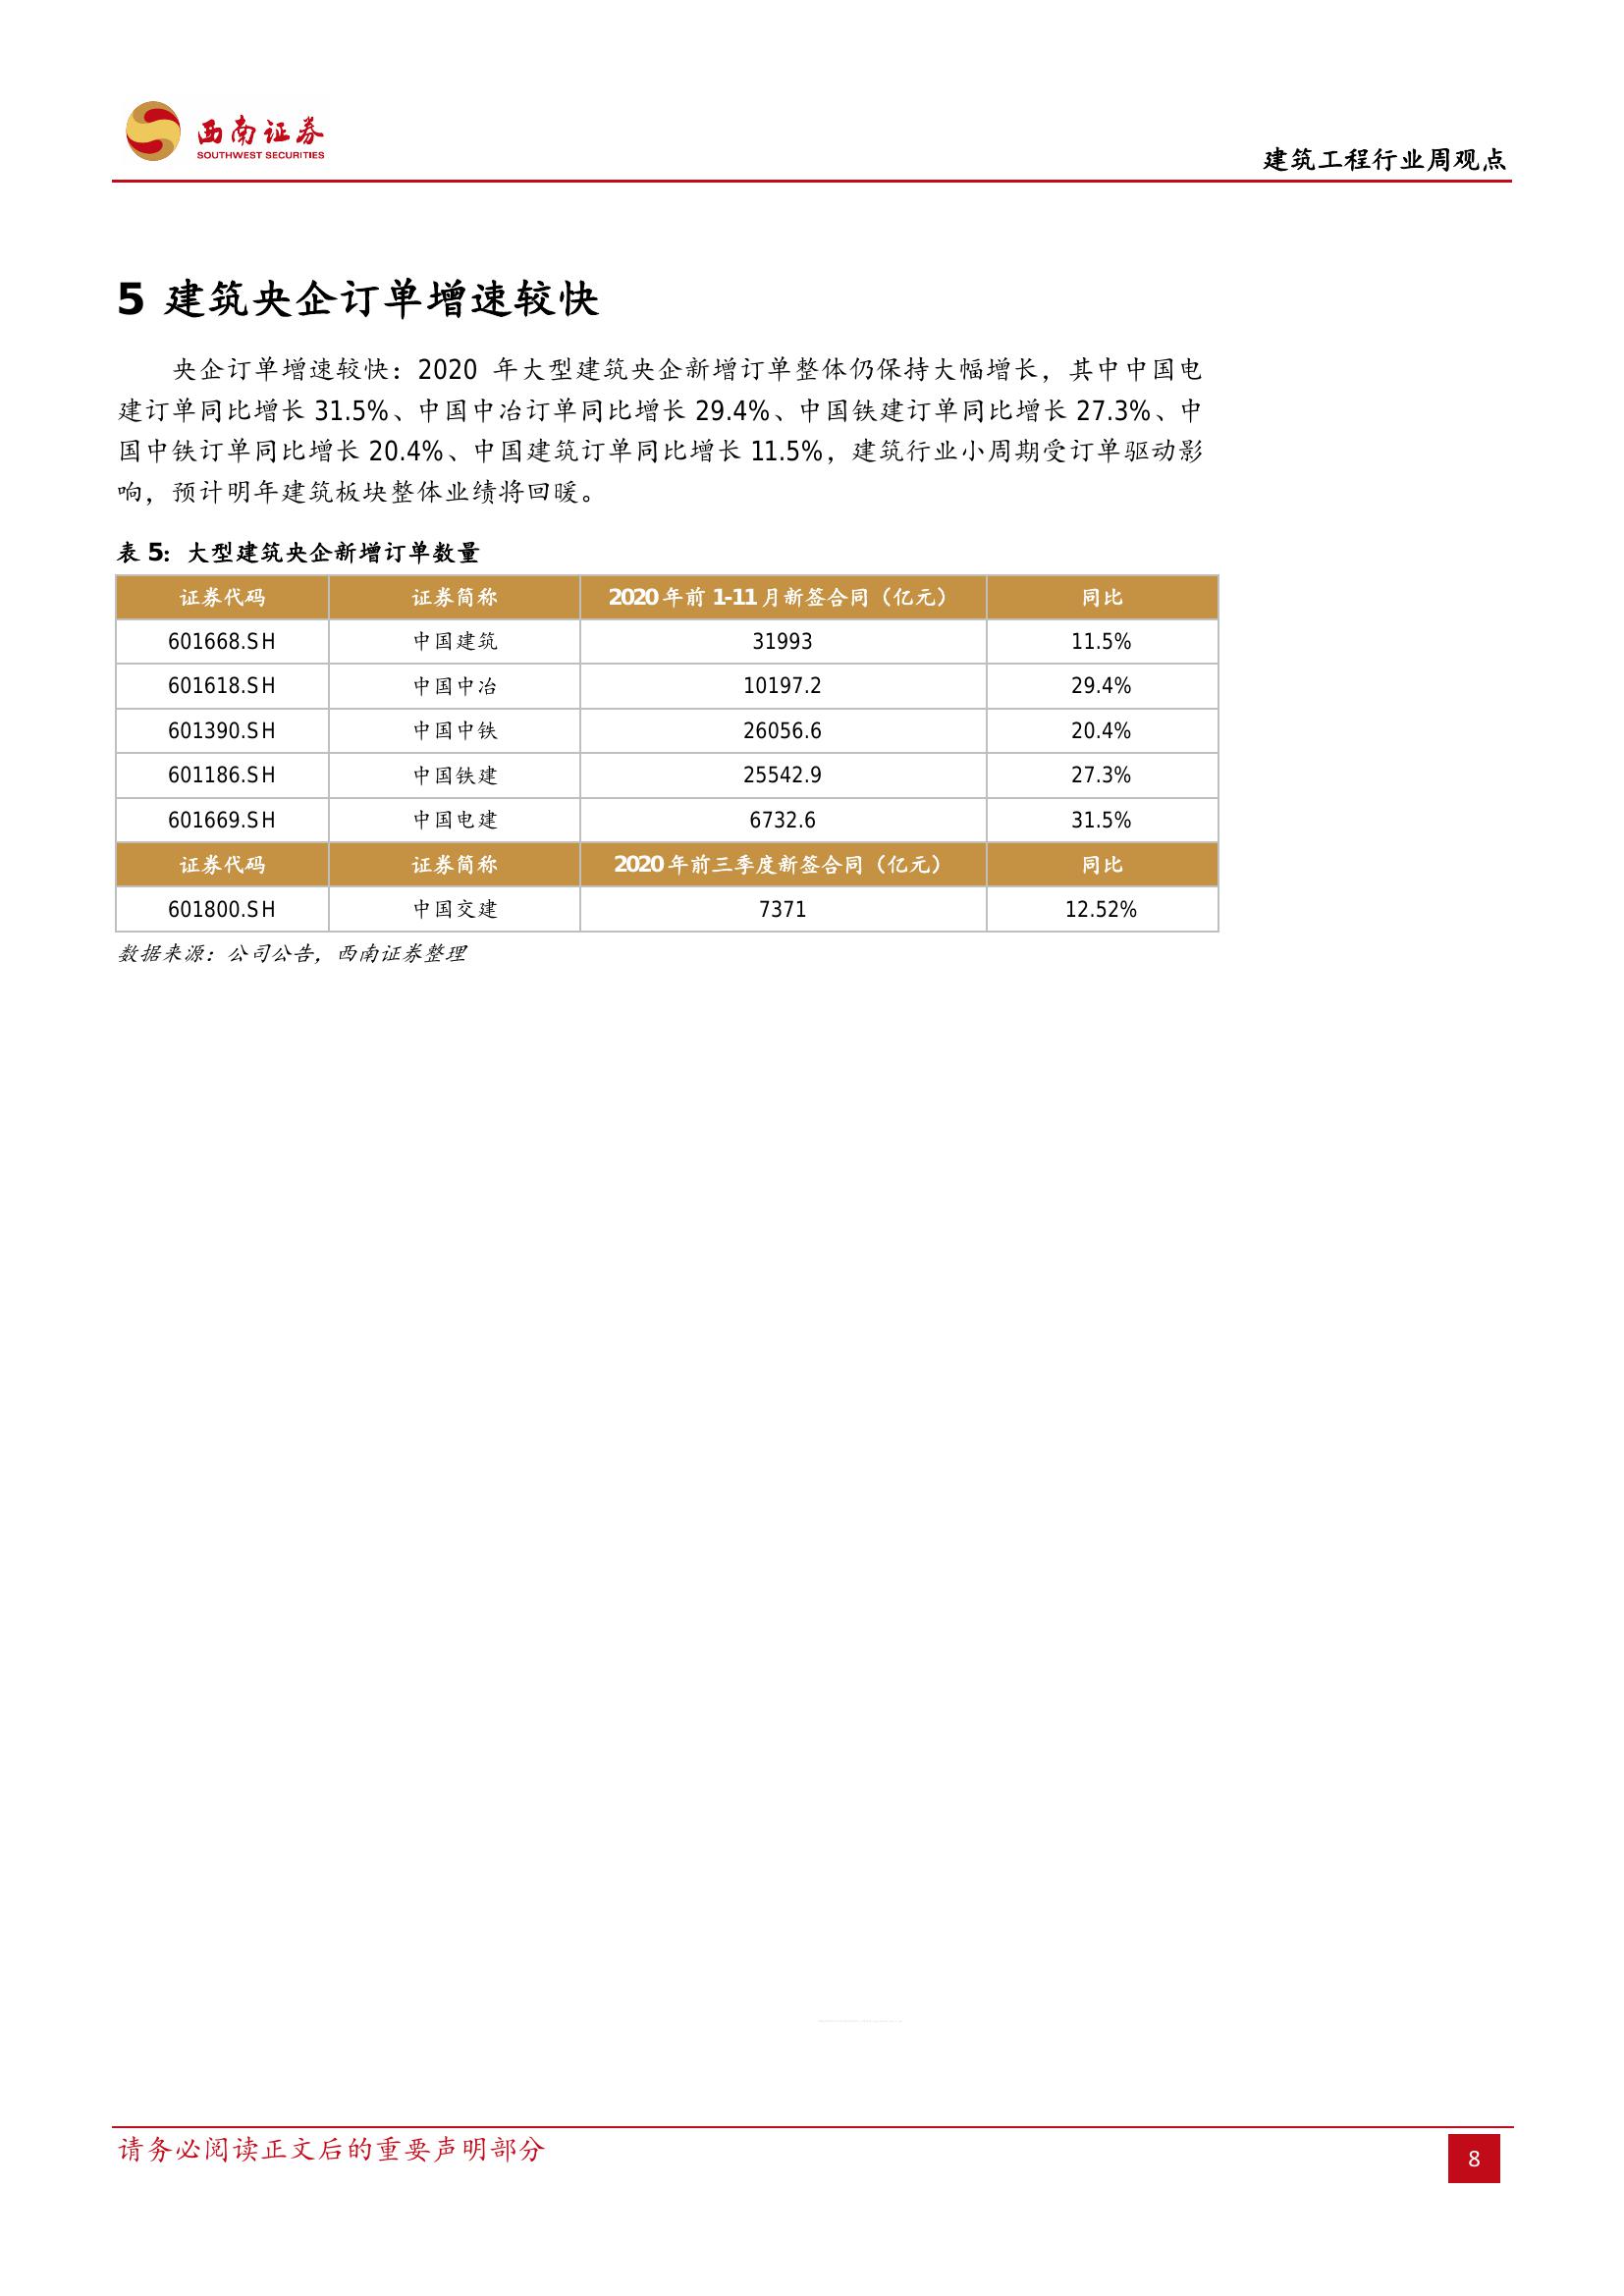 西南证券
SOUTHWEST SECURITIES
建筑工程行业周观点
5 建筑央企订单增速较快
央企订单增速较快：2020 年大型建筑央企新增订单整体仍保持大幅增长，其中中国电
建订单同比增长 31.5%、中国中冶订单同比增长 29.4%、中国铁建订单同比增长 27.3%、中
国中铁订单同比增长 20.4%、中国建筑订单同比增长 11.5%，建筑行业小周期受订单驱动影
响，预计明年建筑板块整体业绩将回暖。
表 5：大型建筑央企新增订单数量
证券代码 证券简称 2020 年前 1-11 月新签合同（亿元） 同比
601668.SH 中国建筑 31993 11.5%
601618.SH 中国中冶 10197.2 29.4%
601390.SH 中国中铁 26056.6 20.4%
601186.SH 中国铁建 25542.9 27.3%
601669.SH 中国电建 6732.6 31.5%
证券代码 证券简称 2020 年前三季度新签合同（亿元） 同比
601800.SH 中国交建 7371 12.52%
数据来源：公司公告，西南证券整理
请务必阅读正文后的重要声明部分
8